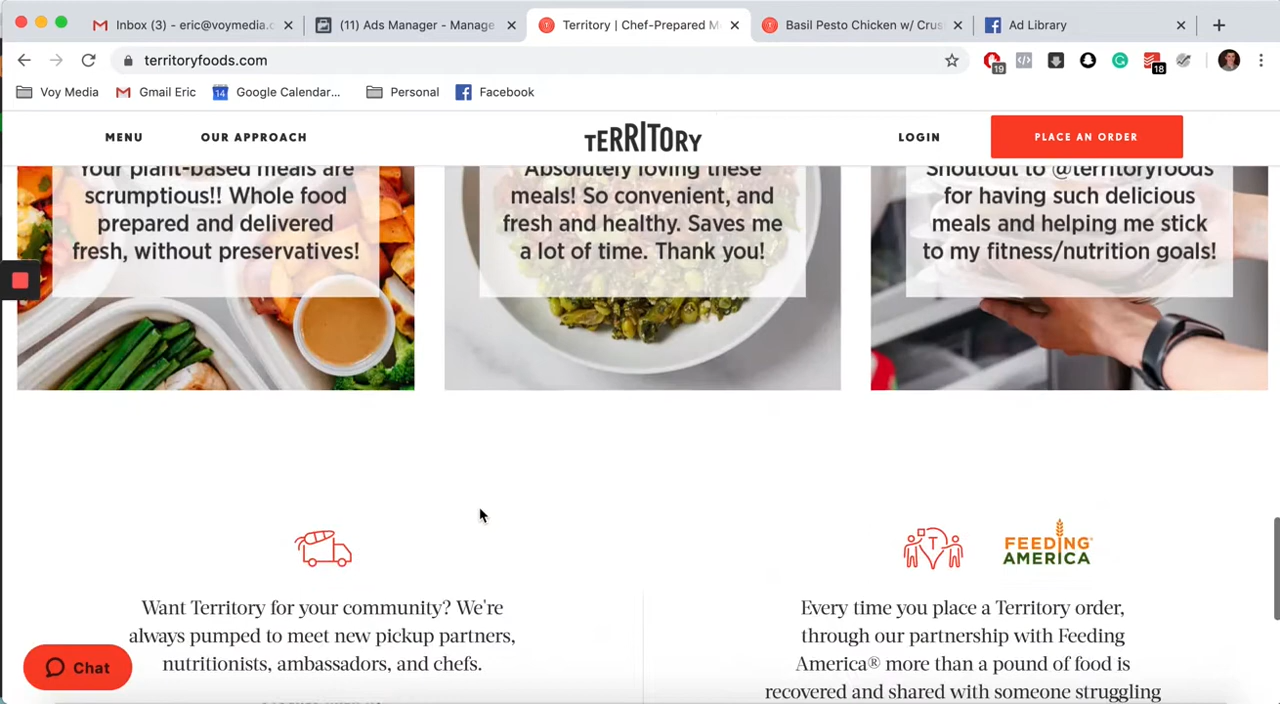 Inbox (3) - eric@voymedia.c
(11) Ads Manager - Manage
Territory | Chef-Prepared M
Basil Pesto Chicken w/ Crus
Ad Library
territoryfoods.com
19
18
Voy Media
Gmail Eric
14
Google Calendar...
Personal
Facebook
MENU
OUR APPROACH
TERRITORY
LOGIN
PLACE AN ORDER
Your plant-based meals are
scrumptious!! Whole food
prepared and delivered
fresh, without preservatives!
Absolutely loving these
meals! So convenient, and
fresh and healthy. Saves me
a lot of time. Thank you!
Shoutout to @territoryfoods
for having such delicious
meals and helping me stick
to my fitness/nutrition goals!
T
FEEDING
AMERICA®
Want Territory for your community? We're
always pumped to meet new pickup partners,
nutritionists, ambassadors, and chefs.
Every time you place a Territory order,
through our partnership with Feeding
America® more than a pound of food is
recovered and shared with someone struggling
Chat